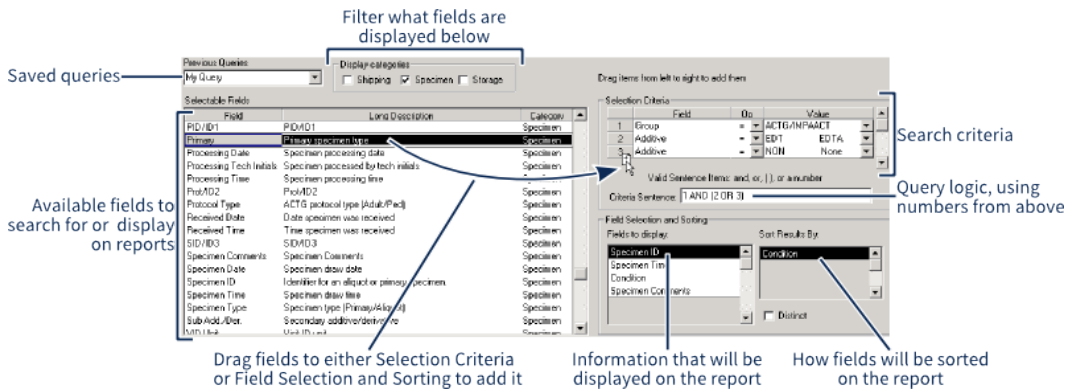 Filter what fields are
displayed below
Saved queries
Previous Queries
My Query
Display categories
Shipping Specimen Storage
Drag items from left to right to add them
Selectable Fields
Field Long Description Category
PID/ID1 PID/ID1 Specimen
Primary Primary specimen type Specimen
Processing Date Specimen processing date Specimen
Processing Tech Initials Specimen processed by tech initials Specimen
Processing Time Specimen processing time Specimen
Prot/ID2 Prot/ID2 Specimen
Protocol Type ACTG protocol type (Adult/Ped) Specimen
Received Date Date specimen was received Specimen
Received Time Time specimen was received Specimen
SID/ID3 SID/ID3 Specimen
Specimen Comments Specimen Comments Specimen
Specimen Date Specimen draw date Specimen
Specimen ID Identifier for an aliquot or primary specimen. Specimen
Specimen Time Specimen draw time Specimen
Specimen Type Specimen type (Primary/Aliquot) Specimen
Sub Add./Der. Secondary additive/derivative Specimen
VID Unit Visit ID unit Specimen
Available fields to
search for or display
on reports
Selection Criteria
Field Op Value
1 Group = ACTG/IMPAACT
2 Additive = EDT EDTA
3 Additive = NON None
Valid Sentence Items: and, or, ( ), or a number
Criteria Sentence: 1 AND (2 OR 3)
Search criteria
Query logic, using
numbers from above
Field Selection and Sorting
Fields to display:
Specimen ID
Specimen Time
Condition
Specimen Comments
Sort Results By:
Condition
Distinct
Drag fields to either Selection Criteria
or Field Selection and Sorting to add it
Information that will be
displayed on the report
How fields will be sorted
on the report